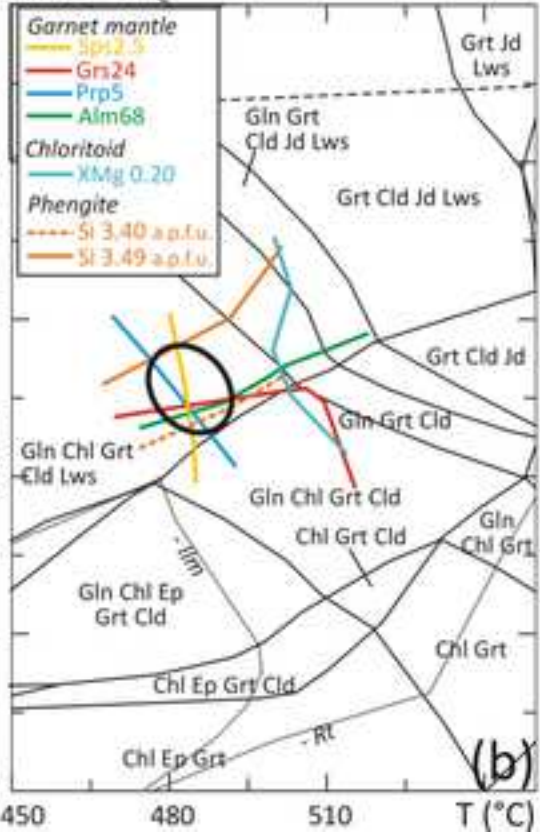 Garnet mantle
Sps2.5
Grs24
Prp5
Alm68
Chloritoid
XMg 0.20
Phengite
Si 3.40 a.p.f.u.
Si 3.49 a.p.f.u.
Grt Jd
Lws
Gln Grt
Cld Jd Lws
Grt Cld Jd Lws
Grt Cld Jd
Gln Grt Cld
Gln Chl Grt
Cld Lws
Gln Chl Grt Cld
Gln
Chl Grt
Chl Grt Cld
- Ilm
Gln Chl Ep
Grt Cld
Chl Grt
Chl Ep Grt Cld
- Rt
Chl Ep Grt
(b)
450 480 510 T (°C)